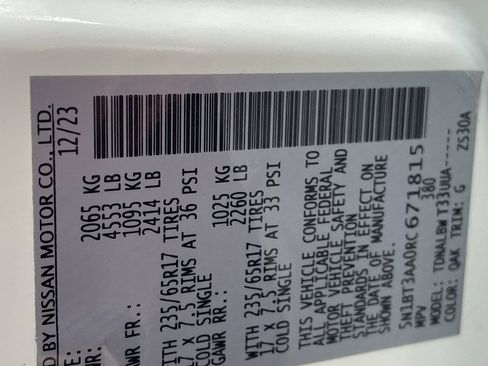 D BY NISSAN MOTOR CO., LTD.
TE: 12/23
WR: 2065 KG
4553 LB
GAWR FR.: 1095 KG
2414 LB
WITH 235/65R17 TIRES
17 x 7.5 RIMS AT 36 PSI
COLD SINGLE
GAWR RR.: 1025 KG
2260 LB
WITH 235/65R17 TIRES
17 x 7.5 RIMS AT 33 PSI
COLD SINGLE
THIS VEHICLE CONFORMS TO
ALL APPLICABLE FEDERAL
MOTOR VEHICLE SAFETY AND
THEFT PREVENTION
STANDARDS IN EFFECT ON
THE DATE OF MANUFACTURE
SHOWN ABOVE.
5N1BT3AA0RC671815
MPV 380
MODEL: TDNALBW T33UUA-----
COLOR: QAK TRIM: G Z530A